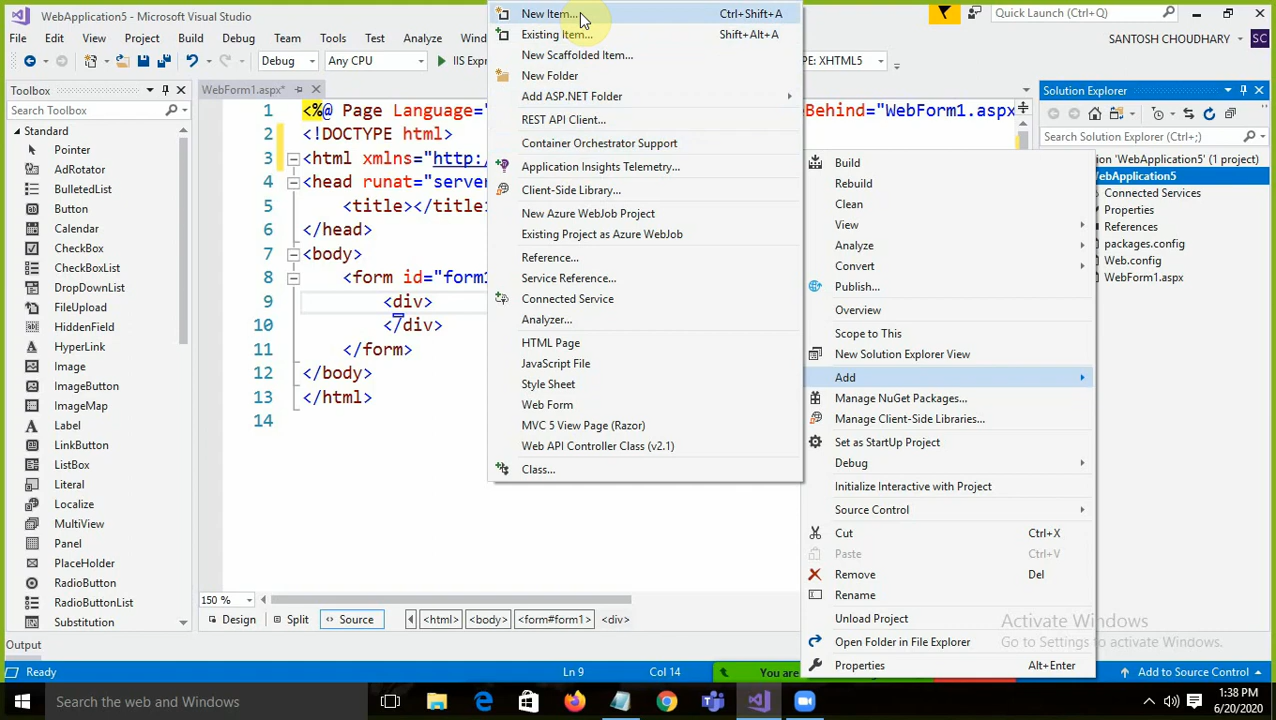 WebApplication5 - Microsoft Visual Studio
Quick Launch (Ctrl+Q)
File Edit View Project Build Debug Team Tools Test Analyze
SANTOSH CHOUDHARY SC
Debug Any CPU IIS Expr
PE: XHTML5
Toolbox
Search Toolbox
Standard
Pointer
AdRotator
BulletedList
Button
Calendar
CheckBox
CheckBoxList
DropDownList
FileUpload
HiddenField
HyperLink
Image
ImageButton
ImageMap
Label
LinkButton
ListBox
Literal
Localize
MultiView
Panel
PlaceHolder
RadioButton
RadioButtonList
Substitution
Output
WebForm1.aspx*
1 <%@ Page Language=" Behind="WebForm1.aspx
2 <!DOCTYPE html>
3 <html xmlns="http:/
4 <head runat="server
5 <title></title
6 </head>
7 <body>
8 <form id="form1
9 <div>
10 </div>
11 </form>
12 </body>
13 </html>
14
150 %
Design Split Source <html> <body> <form#form1> <div>
New Item... Ctrl+Shift+A
Existing Item... Shift+Alt+A
New Scaffolded Item...
New Folder
Add ASP.NET Folder
REST API Client...
Container Orchestrator Support
Application Insights Telemetry...
Client-Side Library...
New Azure WebJob Project
Existing Project as Azure WebJob
Reference...
Service Reference...
Connected Service
Analyzer...
HTML Page
JavaScript File
Style Sheet
Web Form
MVC 5 View Page (Razor)
Web API Controller Class (v2.1)
Class...
Build
Rebuild
Clean
View
Analyze
Convert
Publish...
Overview
Scope to This
New Solution Explorer View
Add
Manage NuGet Packages...
Manage Client-Side Libraries...
Set as StartUp Project
Debug
Initialize Interactive with Project
Source Control
Cut Ctrl+X
Paste Ctrl+V
Remove Del
Rename
Unload Project
Open Folder in File Explorer
Properties Alt+Enter
Solution Explorer
Search Solution Explorer (Ctrl+;)
ion 'WebApplication5' (1 project)
WebApplication5
Connected Services
Properties
References
packages.config
Web.config
WebForm1.aspx
Activate Windows
Go to Settings to activate Windows.
Ready Ln 9 Col 14 You are Add to Source Control
Search the web and Windows
1:38 PM
6/20/2020